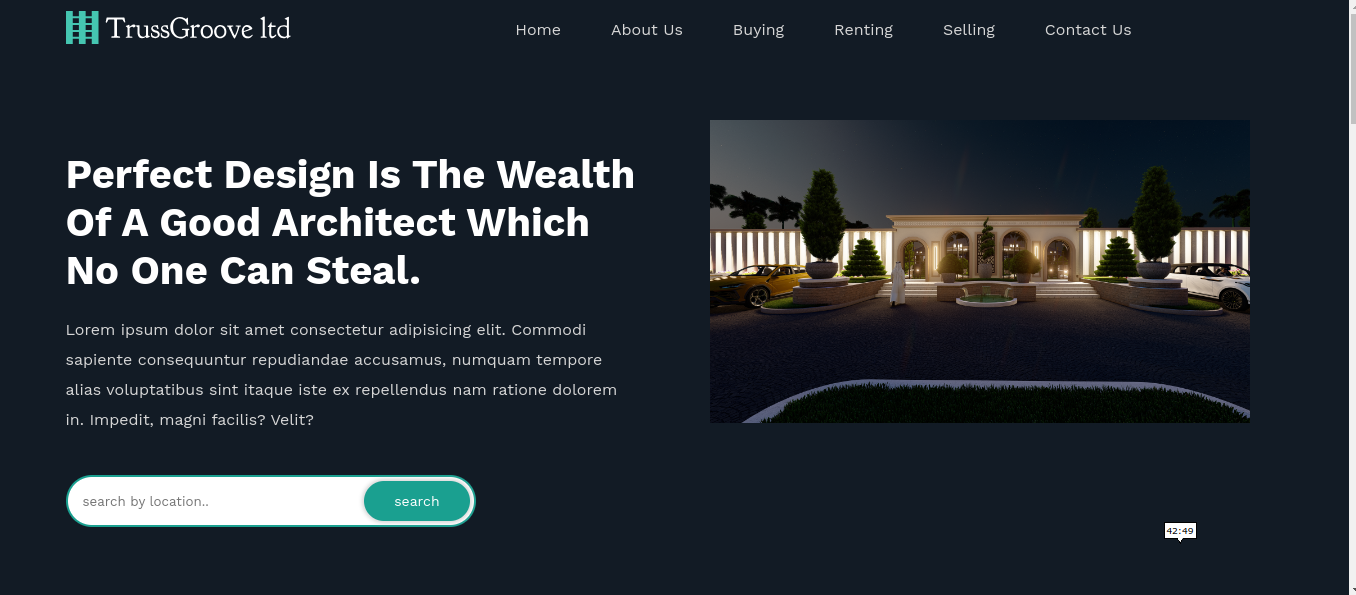 TrussGroove ltd
Home About Us Buying Renting Selling Contact Us
Perfect Design Is The Wealth
Of A Good Architect Which
No One Can Steal.
Lorem ipsum dolor sit amet consectetur adipisicing elit. Commodi
sapiente consequuntur repudiandae accusamus, numquam tempore
alias voluptatibus sint itaque iste ex repellendus nam ratione dolorem
in. Impedit, magni facilis? Velit?
search by location.. search
42:49